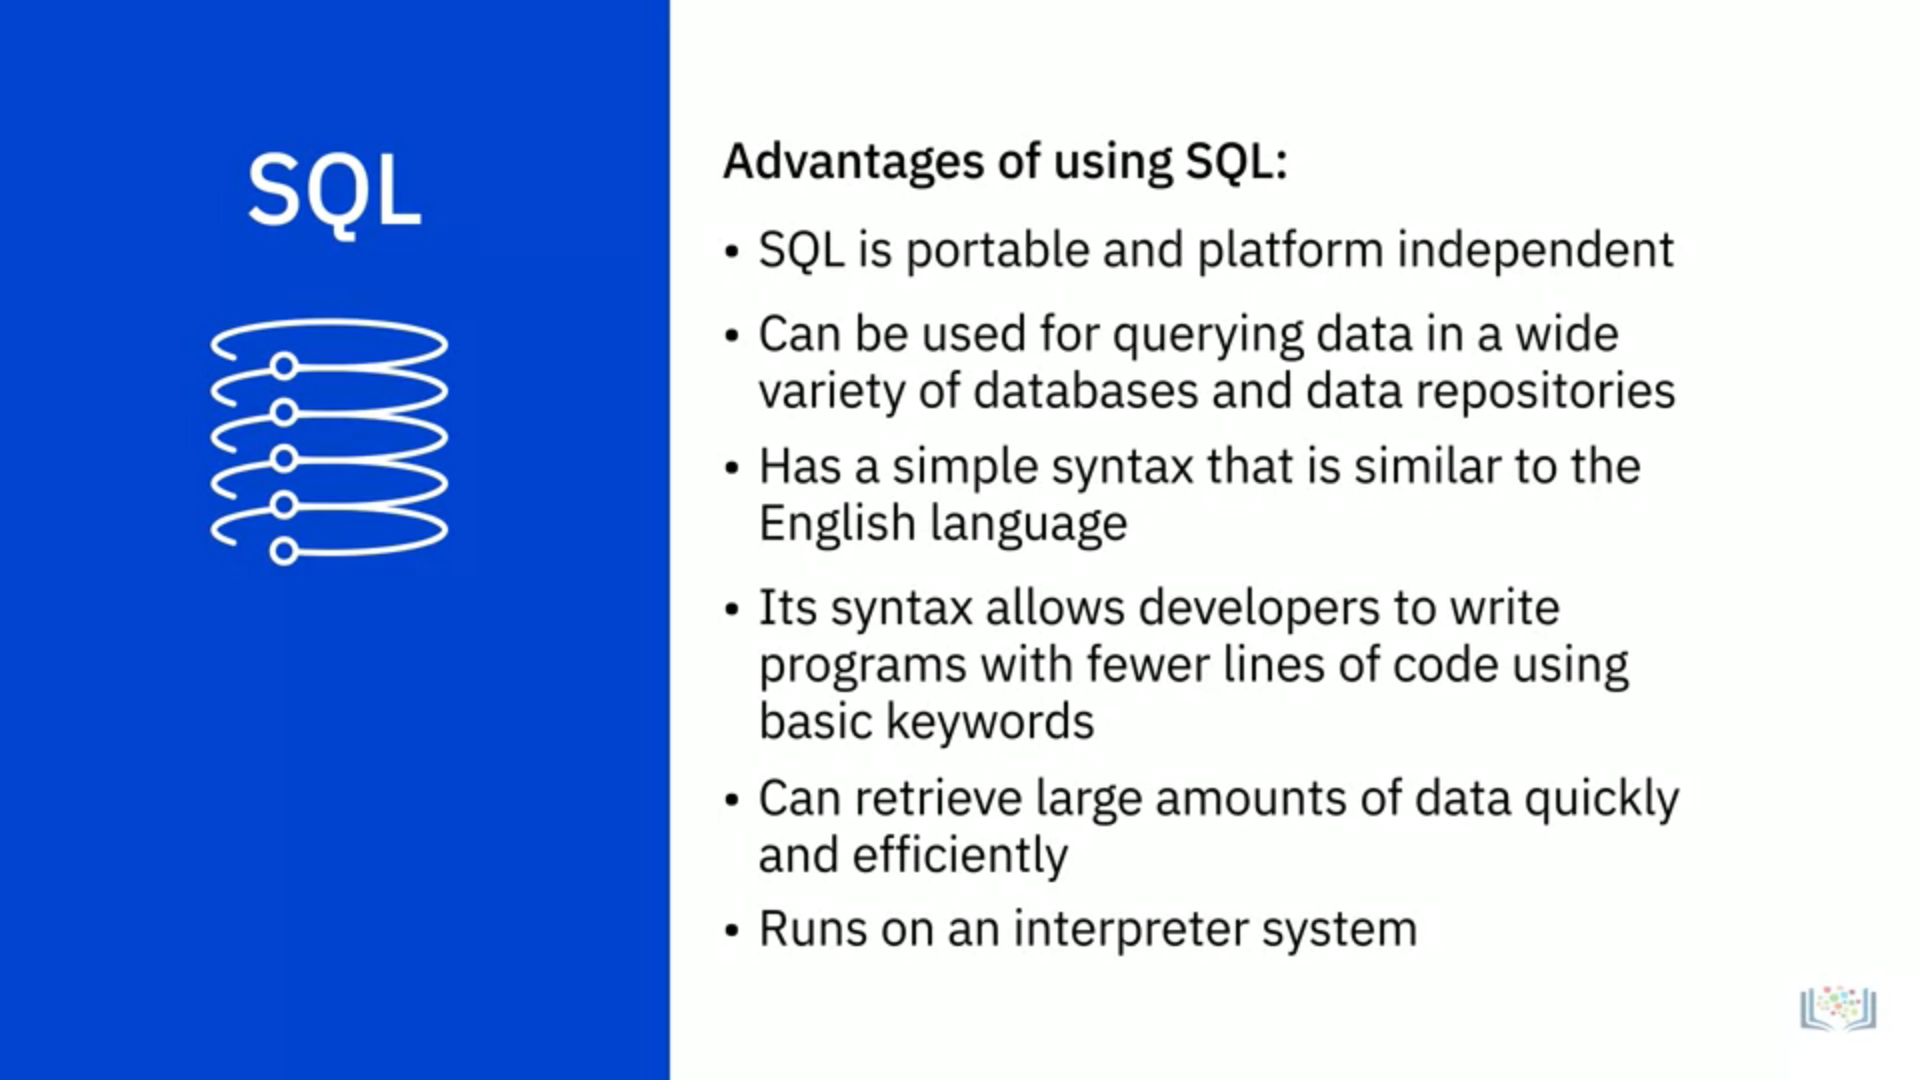 SQL
Advantages of using SQL:
• SQL is portable and platform independent
• Can be used for querying data in a wide
variety of databases and data repositories
• Has a simple syntax that is similar to the
English language
• Its syntax allows developers to write
programs with fewer lines of code using
basic keywords
• Can retrieve large amounts of data quickly
and efficiently
• Runs on an interpreter system